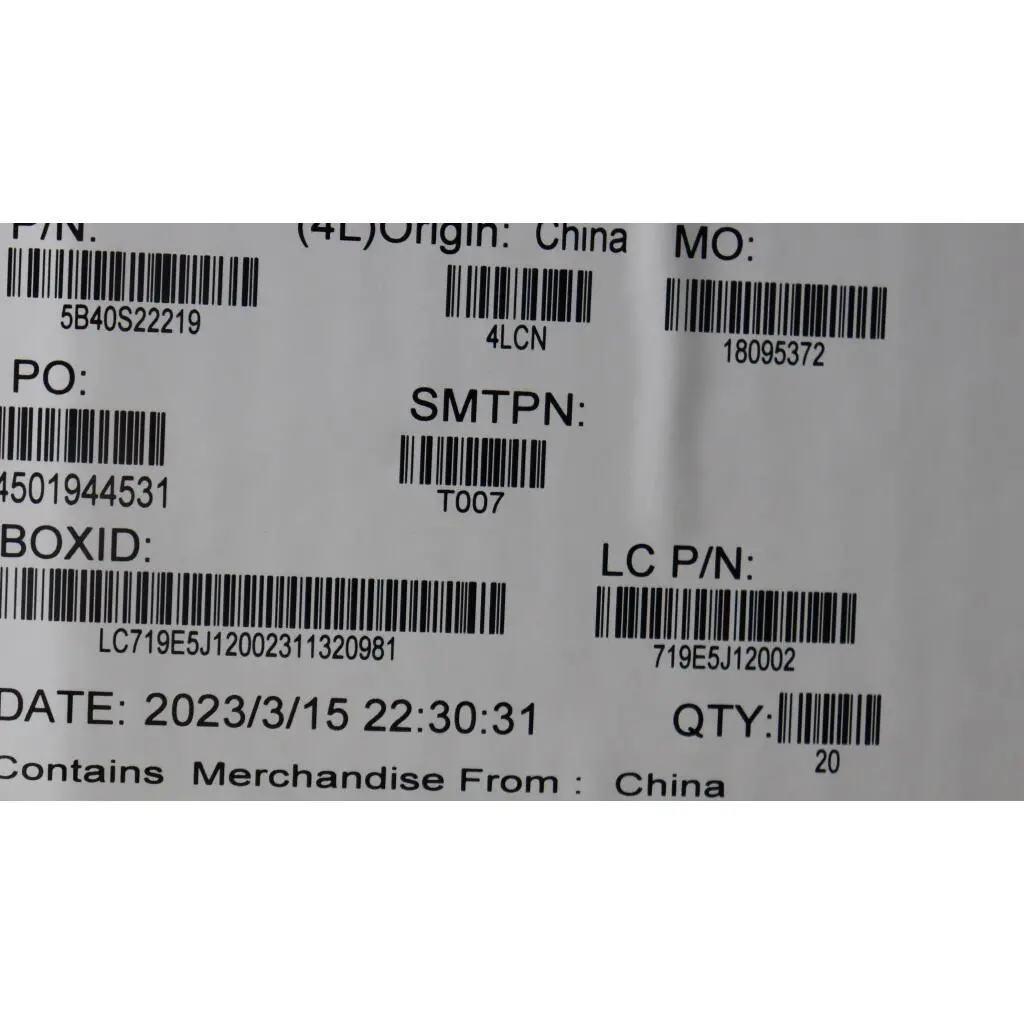 P/N: (4L)Origin: China MO:
5B40S22219 4LCN 18095372
PO: SMTPN:
4501944531 T007
BOXID: LC P/N:
LC719E5J12002311320981 719E5J12002
DATE: 2023/3/15 22:30:31 QTY:
20
Contains Merchandise From : China